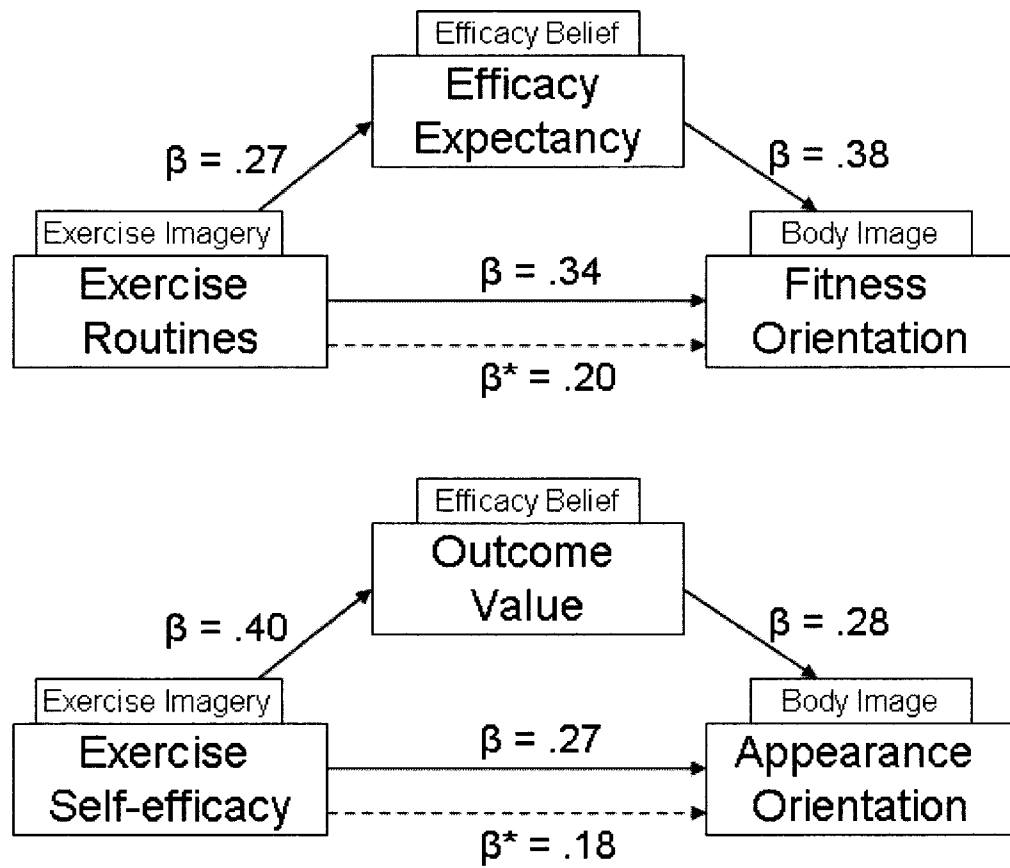 Efficacy Belief
Efficacy
Expectancy
β = .27
β = .38
Exercise Imagery
Body Image
Exercise
Routines
β = .34
Fitness
Orientation
β* = .20
Efficacy Belief
Outcome
Value
β = .40
β = .28
Exercise Imagery
Body Image
Exercise
Self-efficacy
β = .27
Appearance
Orientation
β* = .18